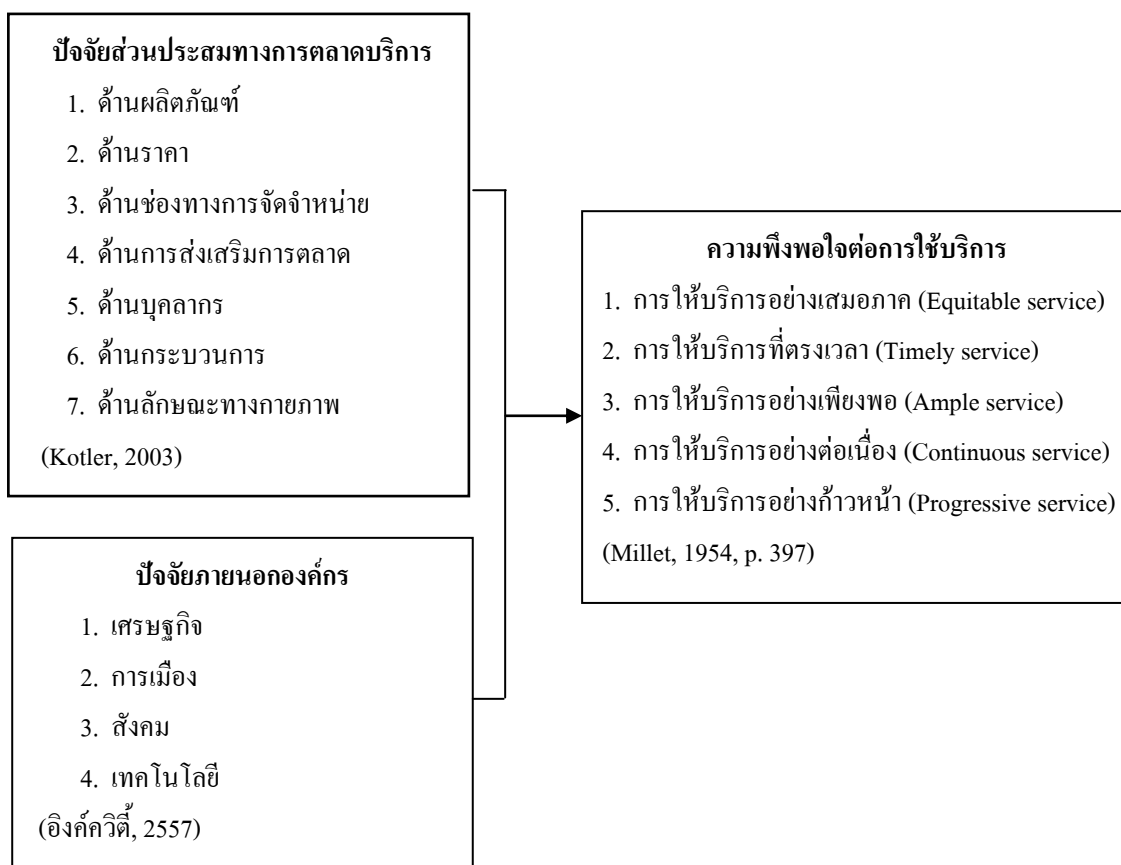 ปัจจัยส่วนประสมทางการตลาดบริการ
1. ด้านผลิตภัณฑ์
2. ด้านราคา
3. ด้านช่องทางการจัดจำหน่าย
4. ด้านการส่งเสริมการตลาด
5. ด้านบุคลากร
6. ด้านกระบวนการ
7. ด้านลักษณะทางกายภาพ
(Kotler, 2003)
ปัจจัยภายนอกองค์กร
1. เศรษฐกิจ
2. การเมือง
3. สังคม
4. เทคโนโลยี
(อิงค์ควิตี้, 2557)
ความพึงพอใจต่อการใช้บริการ
1. การให้บริการอย่างเสมอภาค (Equitable service)
2. การให้บริการที่ตรงเวลา (Timely service)
3. การให้บริการอย่างเพียงพอ (Ample service)
4. การให้บริการอย่างต่อเนื่อง (Continuous service)
5. การให้บริการอย่างก้าวหน้า (Progressive service)
(Millet, 1954, p. 397)